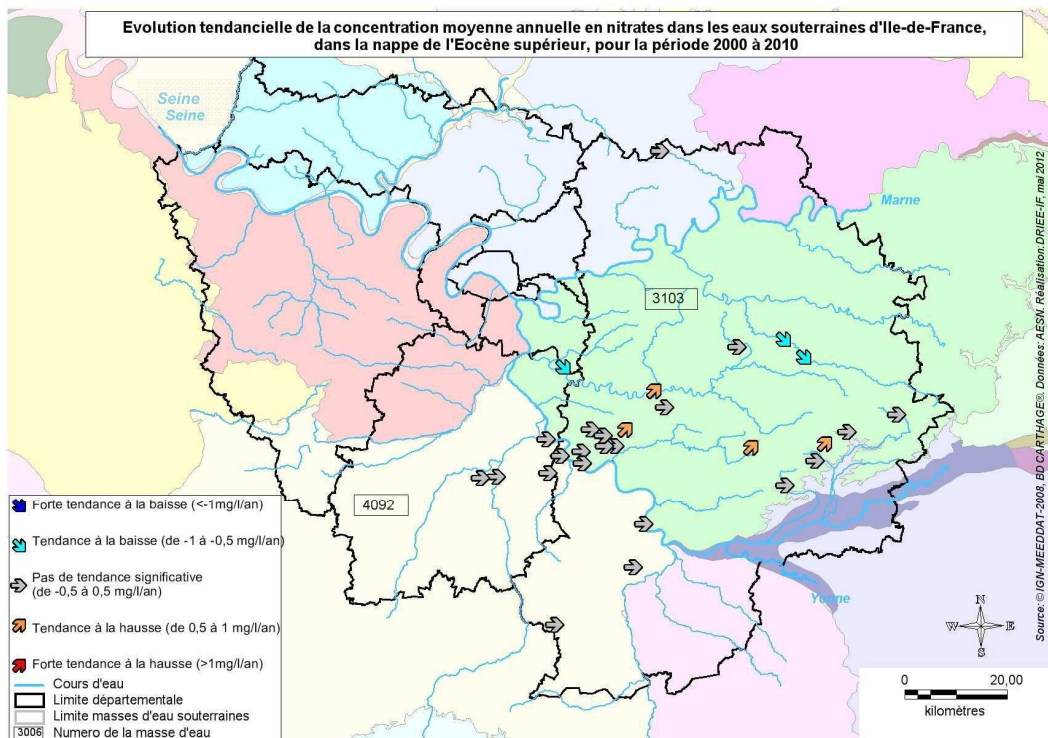 Evolution tendancielle de la concentration moyenne annuelle en nitrates dans les eaux souterraines d'Ile-de-France,
dans la nappe de l'Eocène supérieur, pour la période 2000 à 2010
Seine
Seine
Marne
3103
4092
Yonne
Forte tendance à la baisse (<-1mg/l/an)
Tendance à la baisse (de -1 à -0,5 mg/l/an)
Pas de tendance significative
(de -0,5 à 0,5 mg/l/an)
Tendance à la hausse (de 0,5 à 1 mg/l/an)
Forte tendance à la hausse (>1mg/l/an)
Cours d'eau
Limite départementale
Limite masses d'eau souterraines
3006 Numero de la masse d'eau
N
W E
S
0 20,00
kilomètres
Source: © IGN-MEEDDAT-2008, BD CARTHAGE®. Données: AESN. Réalisation: DRIEE-IF, mai 2012